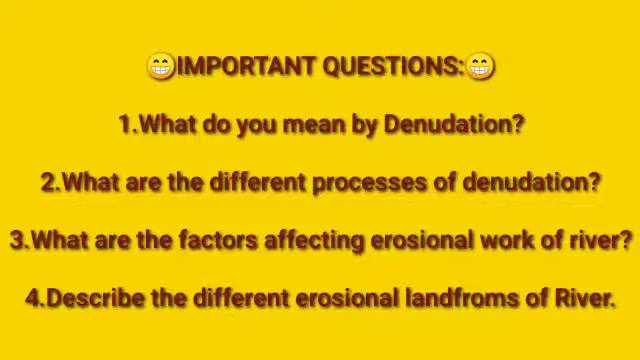 😁IMPORTANT QUESTIONS:😁
1.What do you mean by Denudation?
2.What are the different processes of denudation?
3.What are the factors affecting erosional work of river?
4.Describe the different erosional landfroms of River.